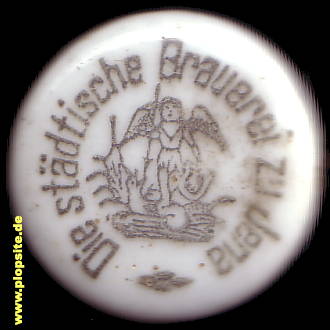 Die städtische Brauerei zu Jena
www.plopsite.de